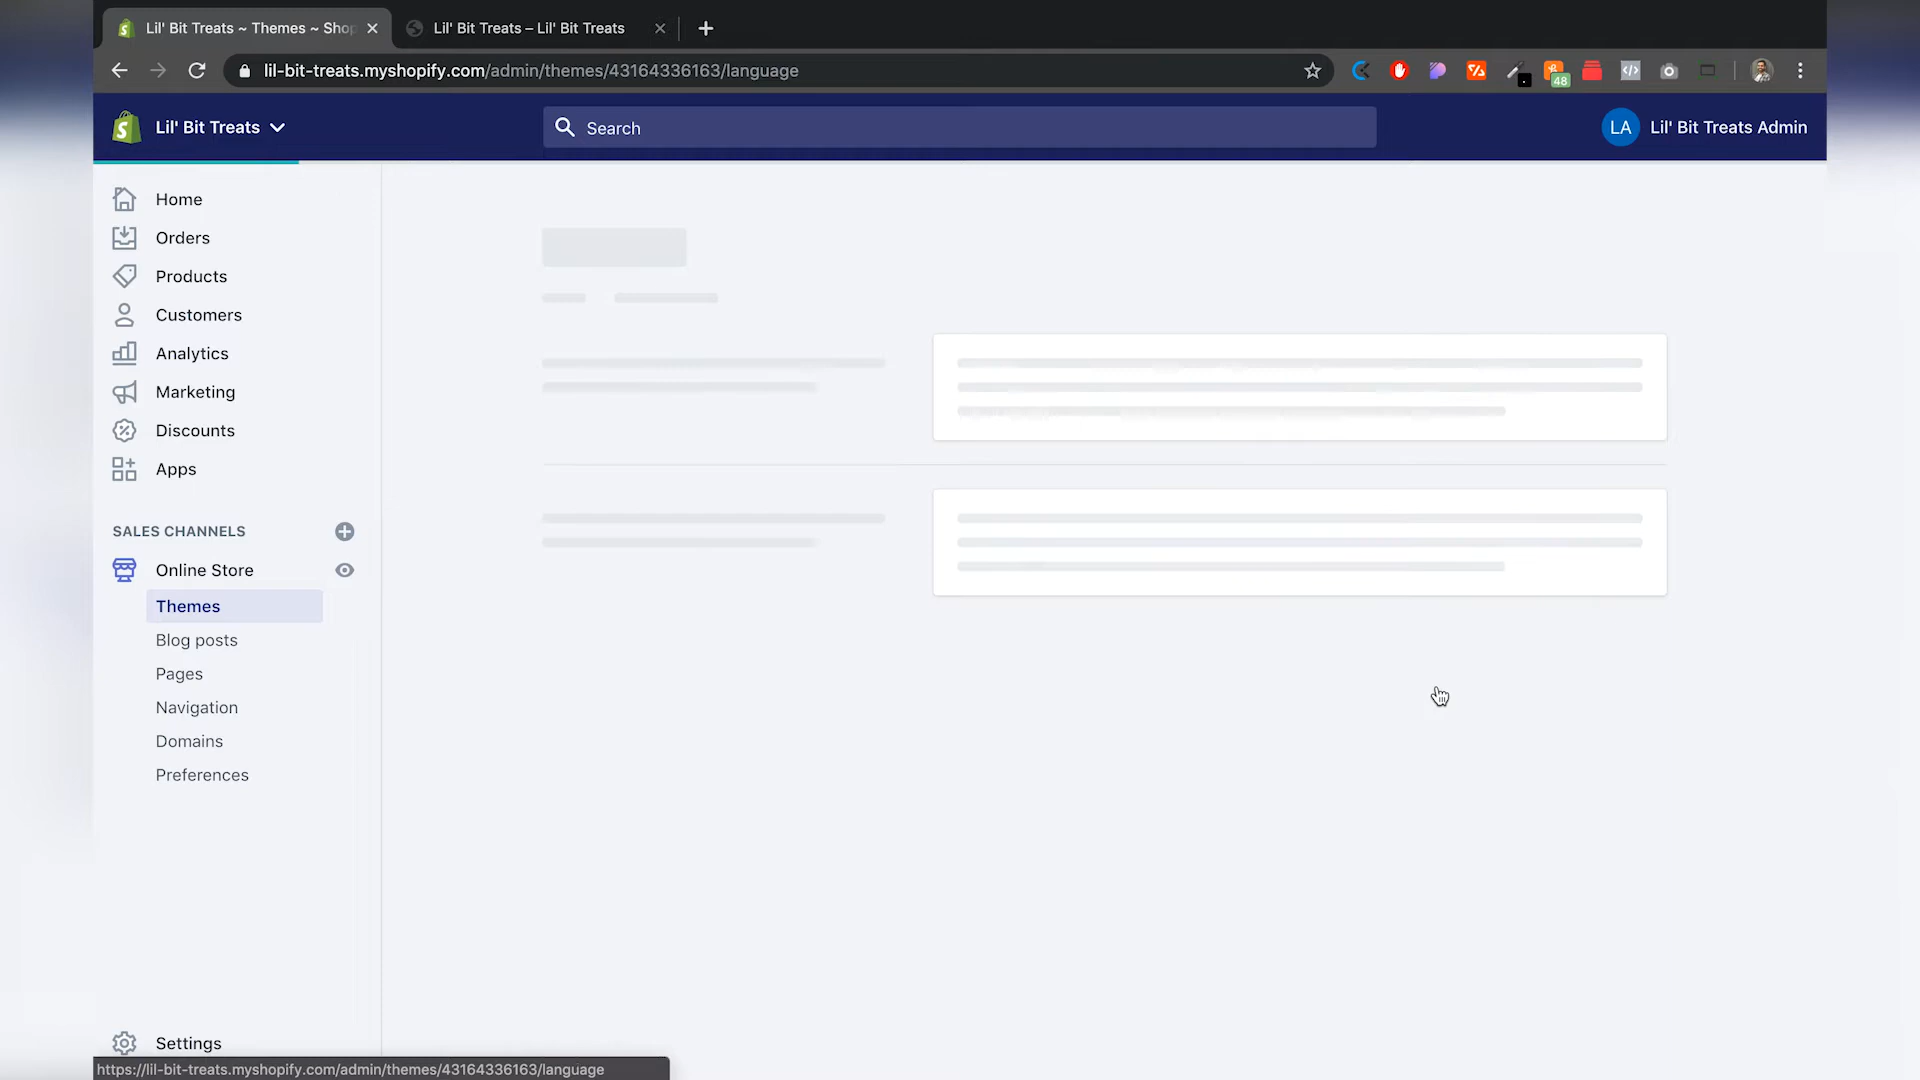 Lil' Bit Treats ~ Themes ~ Shop
Lil' Bit Treats – Lil' Bit Treats
lil-bit-treats.myshopify.com/admin/themes/43164336163/language
48
Lil' Bit Treats
Search
LA
Lil' Bit Treats Admin
Home
Orders
Products
Customers
Analytics
Marketing
Discounts
Apps
SALES CHANNELS
Online Store
Themes
Blog posts
Pages
Navigation
Domains
Preferences
Settings
https://lil-bit-treats.myshopify.com/admin/themes/43164336163/language